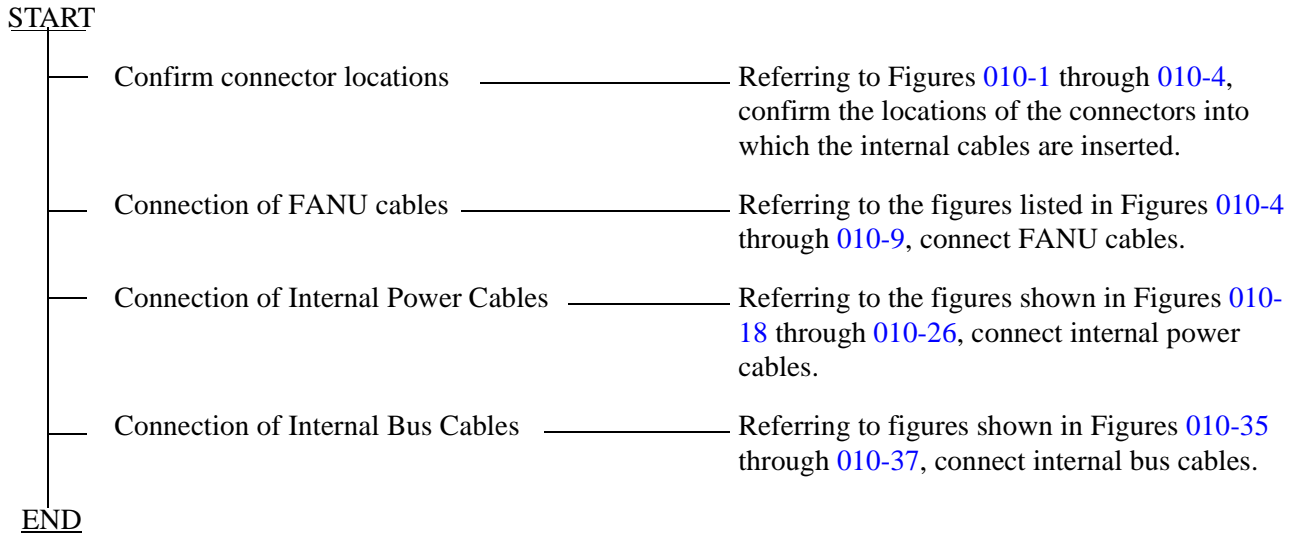 START
Confirm connector locations
Referring to Figures 010-1 through 010-4,
confirm the locations of the connectors into
which the internal cables are inserted.
Connection of FANU cables
Referring to the figures listed in Figures 010-4
through 010-9, connect FANU cables.
Connection of Internal Power Cables
Referring to the figures shown in Figures 010-
18 through 010-26, connect internal power
cables.
Connection of Internal Bus Cables
Referring to figures shown in Figures 010-35
through 010-37, connect internal bus cables.
END